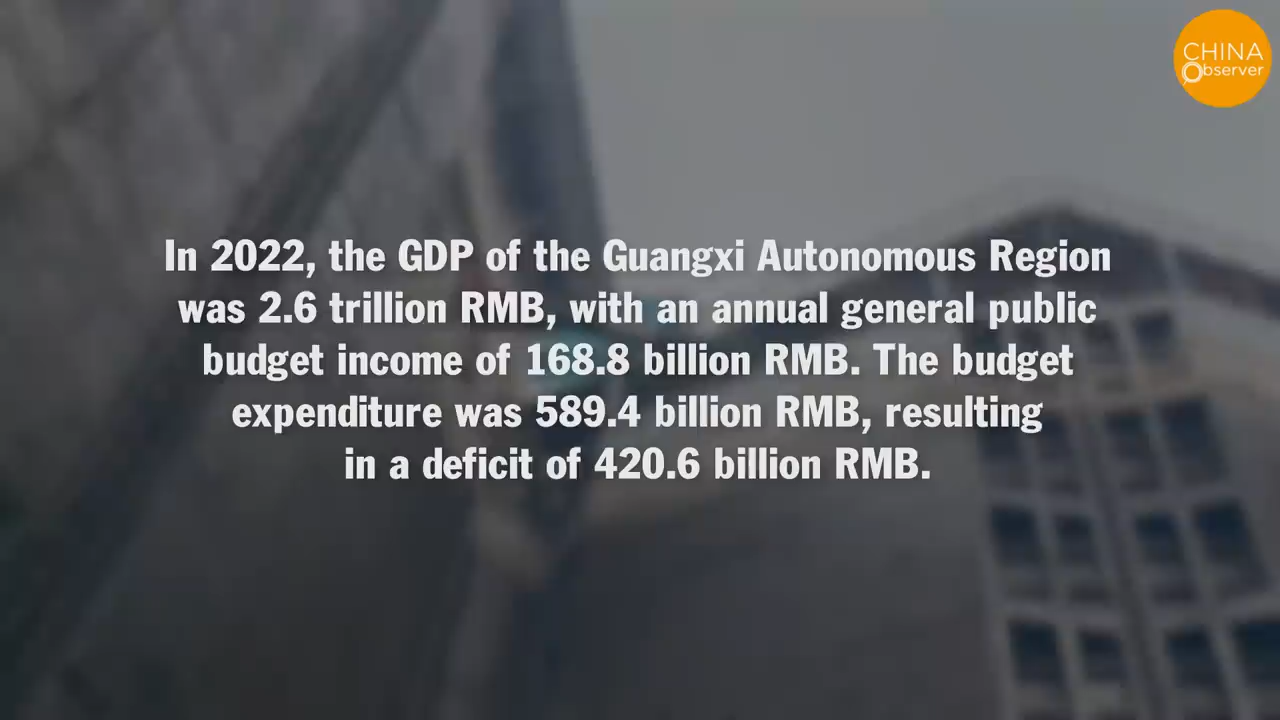 CHINA
Observer
In 2022, the GDP of the Guangxi Autonomous Region
was 2.6 trillion RMB, with an annual general public
budget income of 168.8 billion RMB. The budget
expenditure was 589.4 billion RMB, resulting
in a deficit of 420.6 billion RMB.